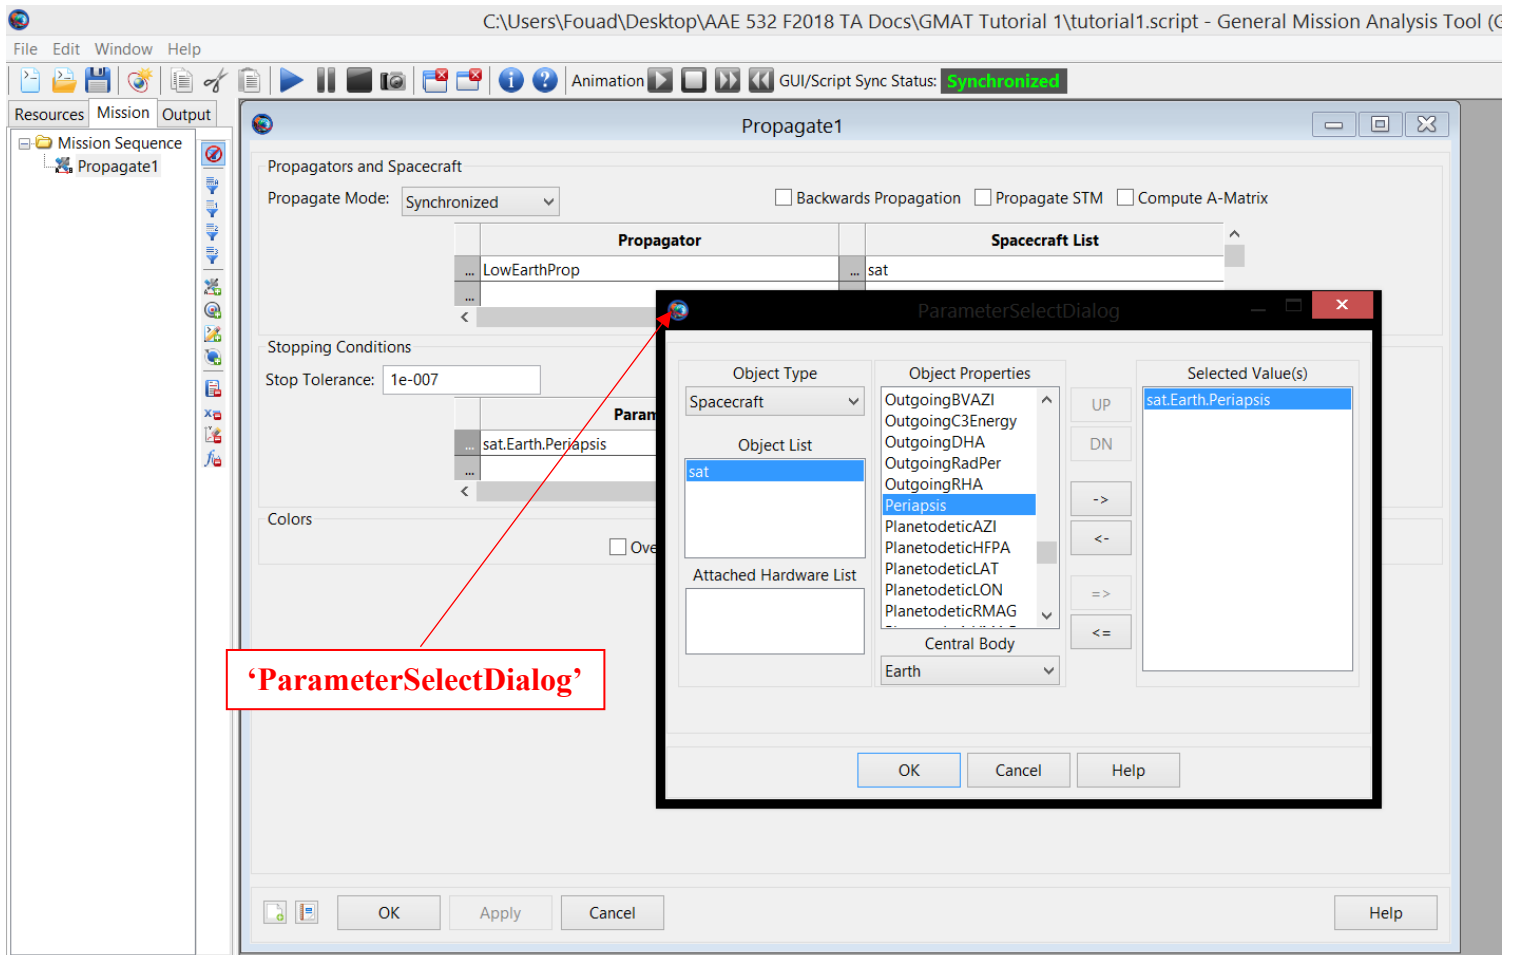 C:\Users\Fouad\Desktop\AAE 532 F2018 TA Docs\GMAT Tutorial 1\tutorial1.script - General Mission Analysis Tool (G
File Edit Window Help
Animation GUI/Script Sync Status: Synchronized
Resources Mission Output
Mission Sequence
Propagate1
Propagate1
Propagators and Spacecraft
Propagate Mode: Synchronized Backwards Propagation Propagate STM Compute A-Matrix
Propagator Spacecraft List
... LowEarthProp ... sat
...
Stopping Conditions
Stop Tolerance: 1e-007
Param
... sat.Earth.Periapsis
...
Colors
Ove
ParameterSelectDialog
Object Type
Spacecraft
Object List
sat
Attached Hardware List
Object Properties
OutgoingBVAZI
OutgoingC3Energy
OutgoingDHA
OutgoingRadPer
OutgoingRHA
Periapsis
PlanetodeticAZI
PlanetodeticHFPA
PlanetodeticLAT
PlanetodeticLON
PlanetodeticRMAG
Central Body
Earth
UP
DN
->
<-
=>
<=
Selected Value(s)
sat.Earth.Periapsis
OK Cancel Help
‘ParameterSelectDialog’
OK Apply Cancel Help